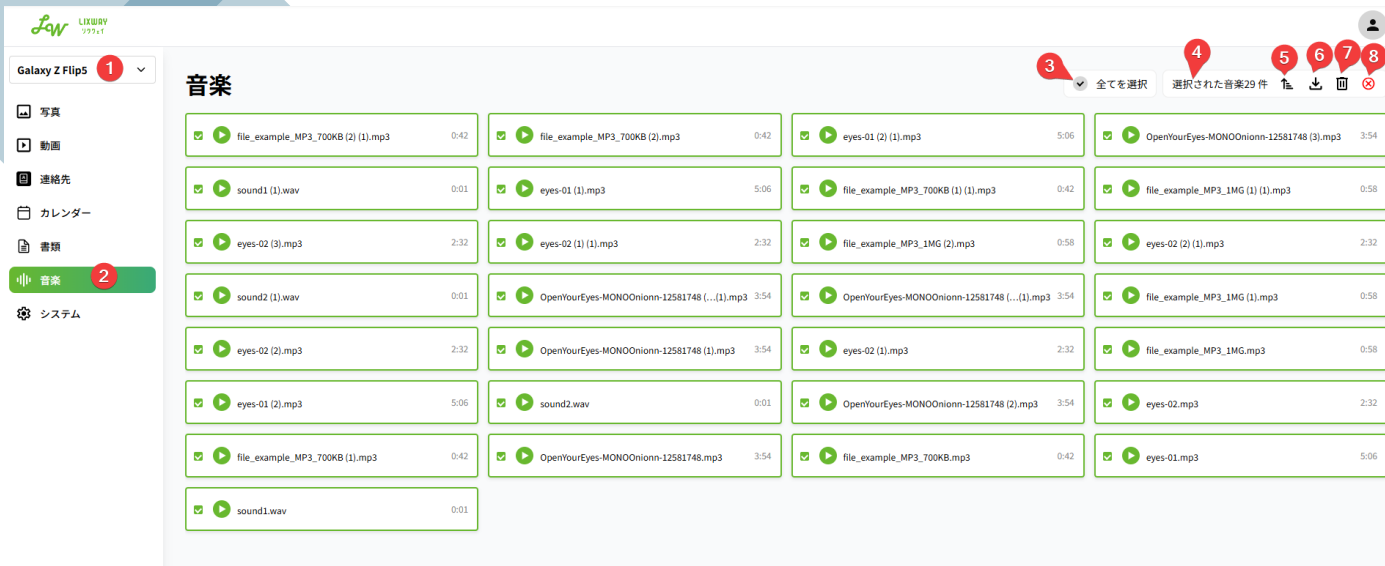 LW LIXWAY
リクウェイ
Galaxy Z Flip5 1
写真
動画
連絡先
カレンダー
書類
音楽 2
システム
音楽
3 4 5 6 7 8
全てを選択 選択された音楽29 件
file_example_MP3_700KB (2) (1).mp3 0:42 file_example_MP3_700KB (2).mp3 0:42 eyes-01 (2) (1).mp3 5:06 OpenYourEyes-MONOOnionn-12581748 (3).mp3 3:54
sound1 (1).wav 0:01 eyes-01 (1).mp3 5:06 file_example_MP3_700KB (1) (1).mp3 0:42 file_example_MP3_1MG (1) (1).mp3 0:58
eyes-02 (3).mp3 2:32 eyes-02 (1) (1).mp3 2:32 file_example_MP3_1MG (2).mp3 0:58 eyes-02 (2) (1).mp3 2:32
sound2 (1).wav 0:01 OpenYourEyes-MONOOnionn-12581748 (…(1).mp3 3:54 OpenYourEyes-MONOOnionn-12581748 (…(1).mp3 3:54 file_example_MP3_1MG (1).mp3 0:58
eyes-02 (2).mp3 2:32 OpenYourEyes-MONOOnionn-12581748 (1).mp3 3:54 eyes-02 (1).mp3 2:32 file_example_MP3_1MG.mp3 0:58
eyes-01 (2).mp3 5:06 sound2.wav 0:01 OpenYourEyes-MONOOnionn-12581748 (2).mp3 3:54 eyes-02.mp3 2:32
file_example_MP3_700KB (1).mp3 0:42 OpenYourEyes-MONOOnionn-12581748.mp3 3:54 file_example_MP3_700KB.mp3 0:42 eyes-01.mp3 5:06
sound1.wav 0:01